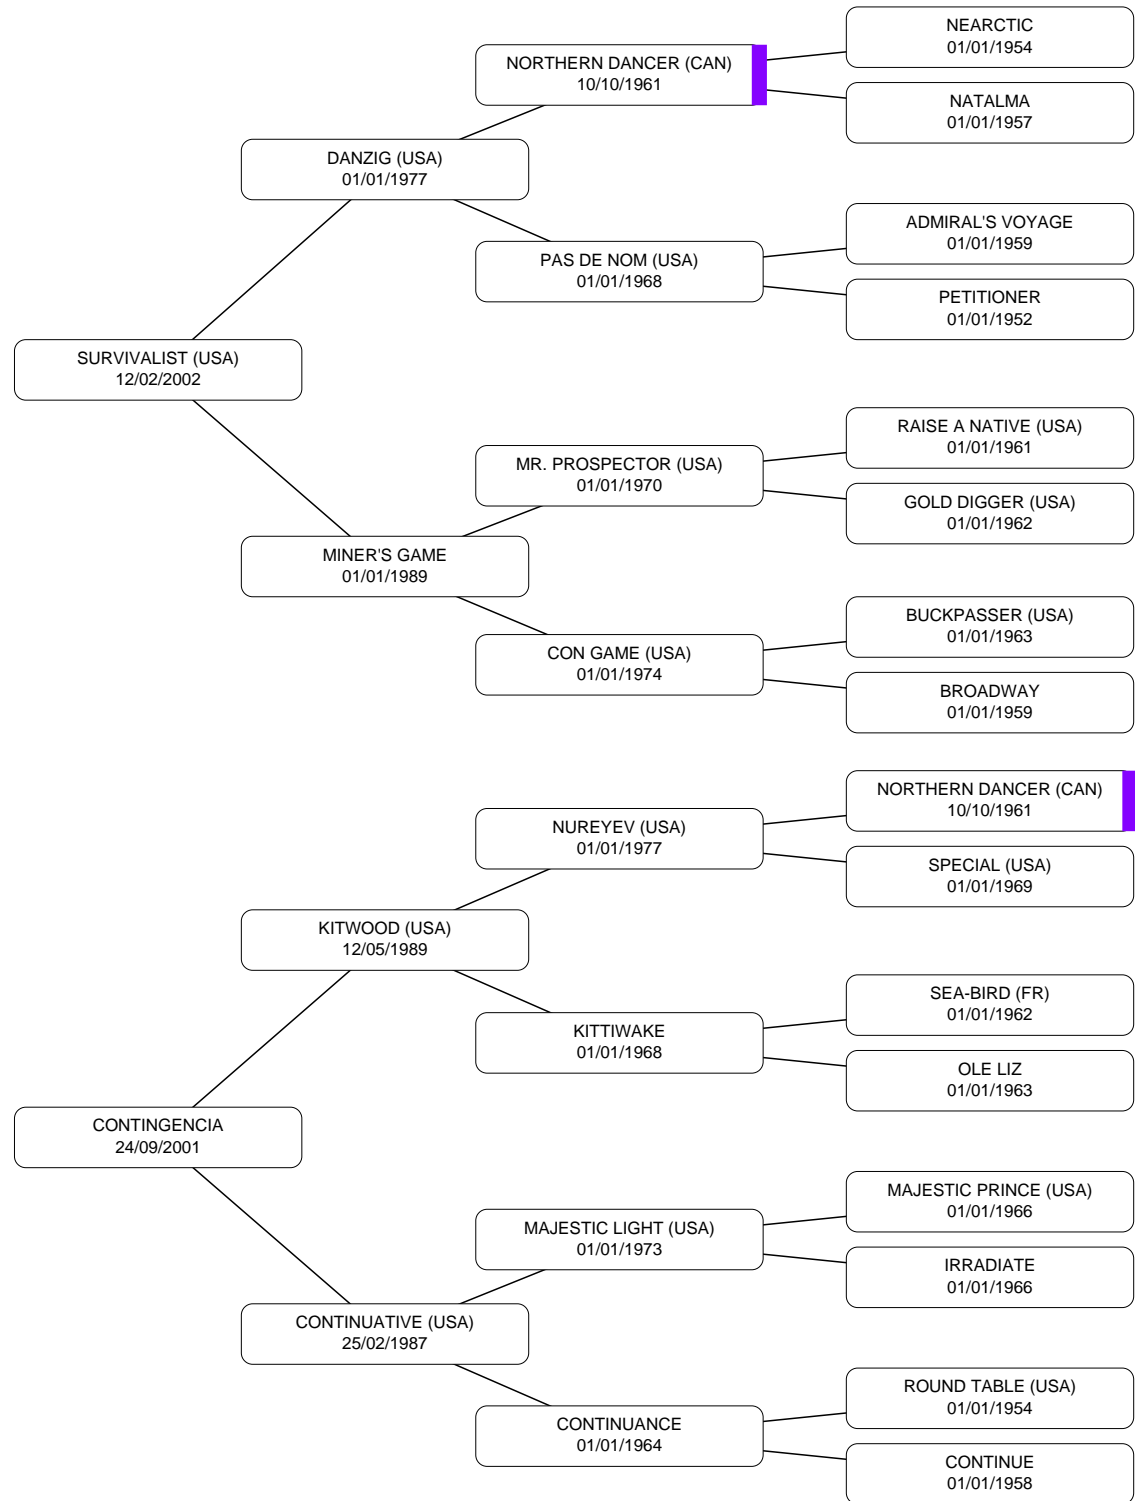 NEARCTIC
01/01/1954
NORTHERN DANCER (CAN)
10/10/1961
NATALMA
01/01/1957
DANZIG (USA)
01/01/1977
ADMIRAL'S VOYAGE
01/01/1959
PAS DE NOM (USA)
01/01/1968
PETITIONER
01/01/1952
SURVIVALIST (USA)
12/02/2002
RAISE A NATIVE (USA)
01/01/1961
MR. PROSPECTOR (USA)
01/01/1970
GOLD DIGGER (USA)
01/01/1962
MINER'S GAME
01/01/1989
BUCKPASSER (USA)
01/01/1963
CON GAME (USA)
01/01/1974
BROADWAY
01/01/1959
NORTHERN DANCER (CAN)
10/10/1961
NUREYEV (USA)
01/01/1977
SPECIAL (USA)
01/01/1969
KITWOOD (USA)
12/05/1989
SEA-BIRD (FR)
01/01/1962
KITTIWAKE
01/01/1968
OLE LIZ
01/01/1963
CONTINGENCIA
24/09/2001
MAJESTIC PRINCE (USA)
01/01/1966
MAJESTIC LIGHT (USA)
01/01/1973
IRRADIATE
01/01/1966
CONTINUATIVE (USA)
25/02/1987
ROUND TABLE (USA)
01/01/1954
CONTINUANCE
01/01/1964
CONTINUE
01/01/1958